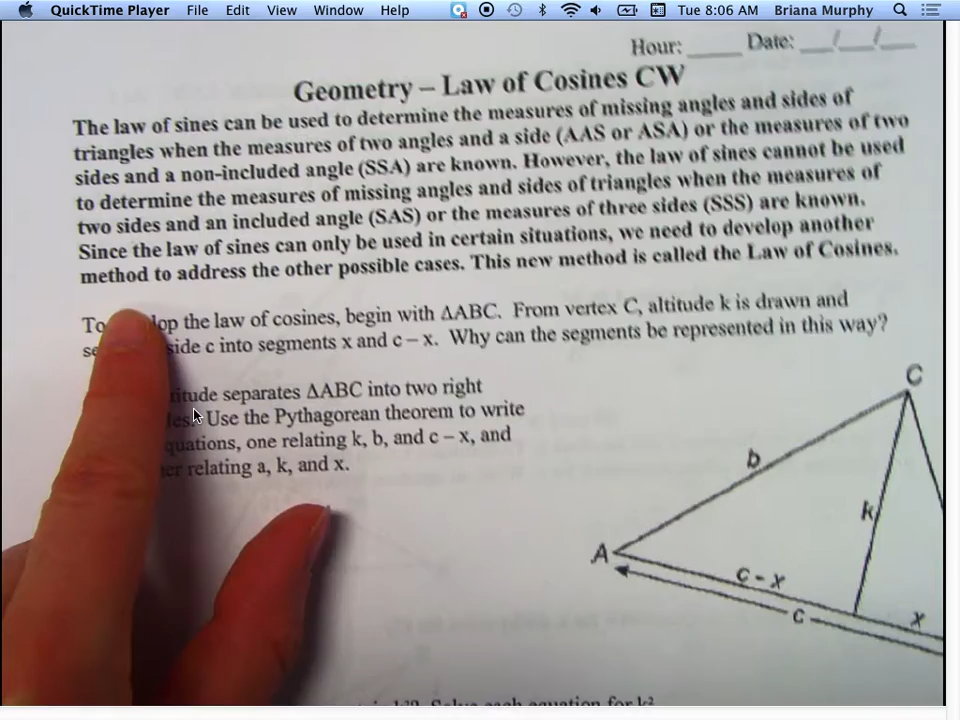 QuickTime Player File Edit View Window Help Tue 8:06 AM Briana Murphy
Hour: ____ Date: __/__/__
Geometry – Law of Cosines CW
The law of sines can be used to determine the measures of missing angles and sides of
triangles when the measures of two angles and a side (AAS or ASA) or the measures of two
sides and a non-included angle (SSA) are known. However, the law of sines cannot be used
to determine the measures of missing angles and sides of triangles when the measures of
two sides and an included angle (SAS) or the measures of three sides (SSS) are known.
Since the law of sines can only be used in certain situations, we need to develop another
method to address the other possible cases. This new method is called the Law of Cosines.
the law of cosines, begin with ΔABC. From vertex C, altitude k is drawn and
side c into segments x and c – x. Why can the segments be represented in this way?
separates ΔABC into two right
Use the Pythagorean theorem to write
one relating k, b, and c – x, and
relating a, k, and x.
C
b
k
A
c - x
c
x
Solve each equation for k²